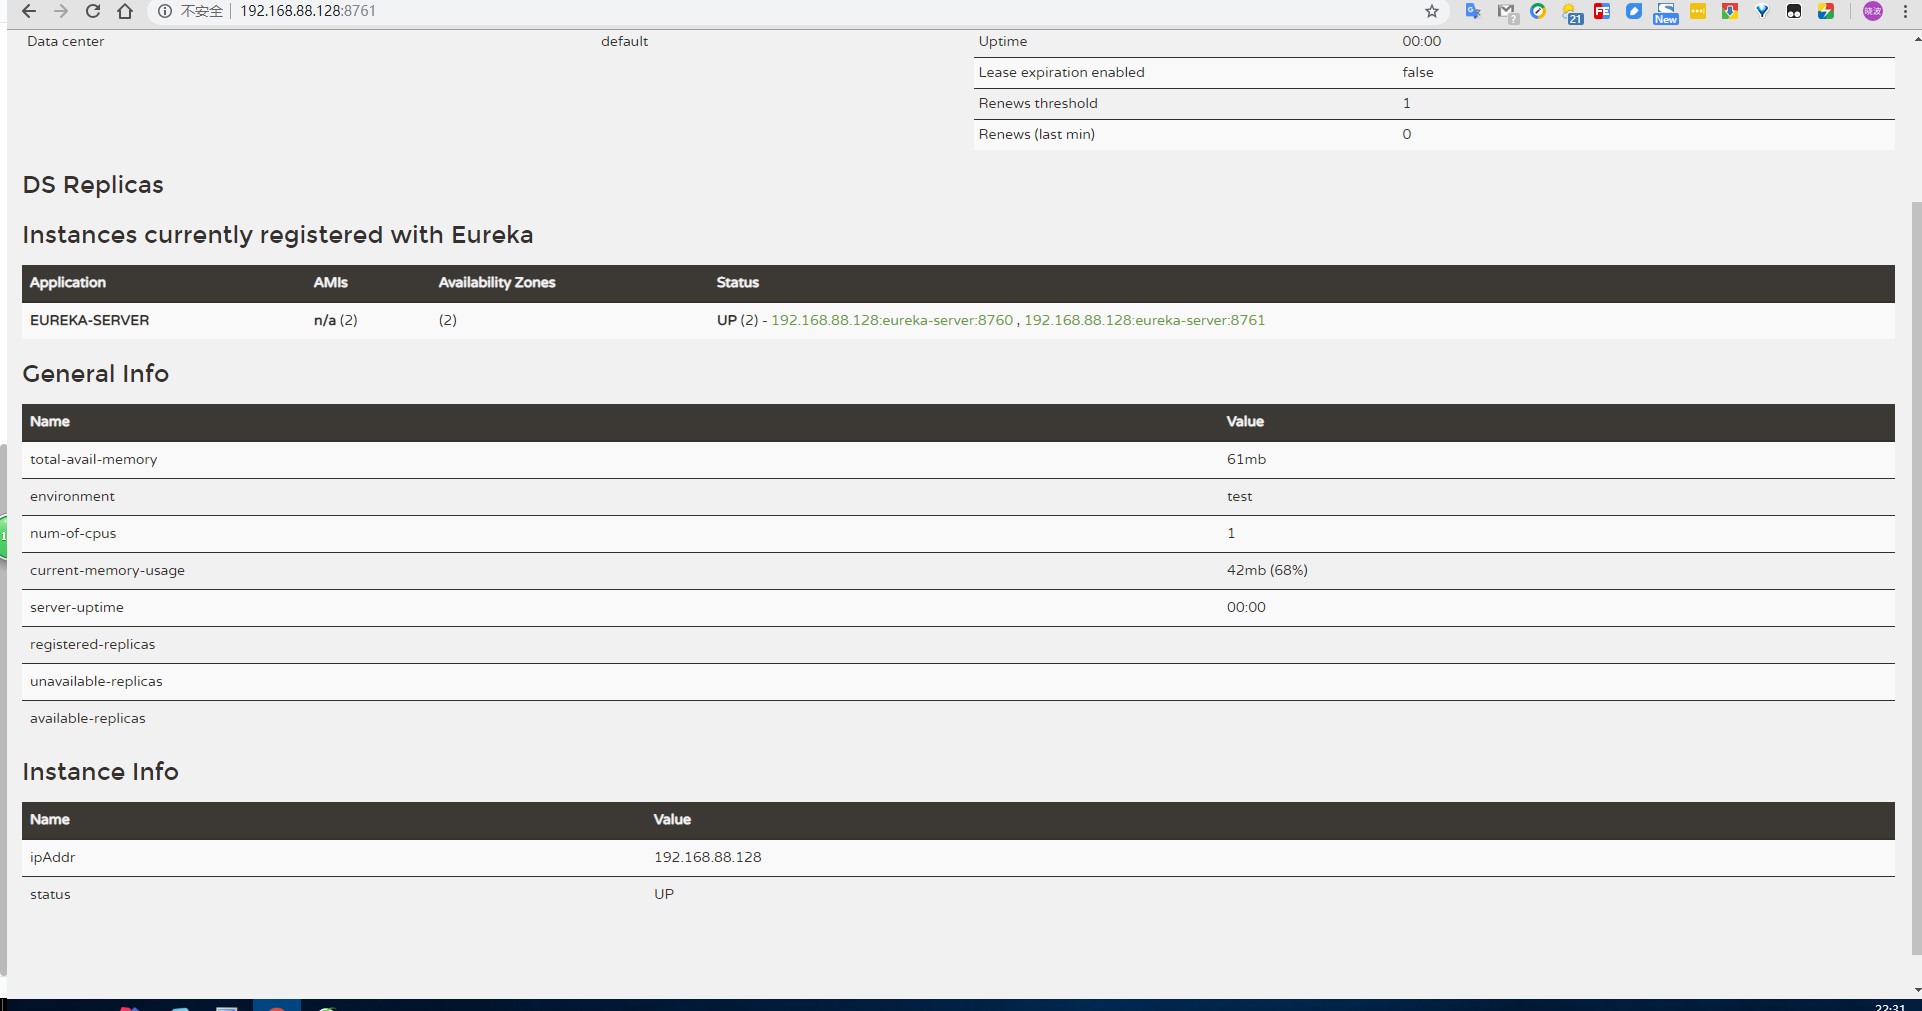 不安全 192.168.88.128:8761
21 FE New 晓波
Data center default Uptime 00:00
Lease expiration enabled false
Renews threshold 1
Renews (last min) 0
DS Replicas
Instances currently registered with Eureka
Application AMIs Availability Zones Status
EUREKA-SERVER n/a (2) (2) UP (2) - 192.168.88.128:eureka-server:8760 , 192.168.88.128:eureka-server:8761
General Info
Name Value
total-avail-memory 61mb
environment test
num-of-cpus 1
current-memory-usage 42mb (68%)
server-uptime 00:00
registered-replicas
unavailable-replicas
available-replicas
Instance Info
Name Value
ipAddr 192.168.88.128
status UP
22:31